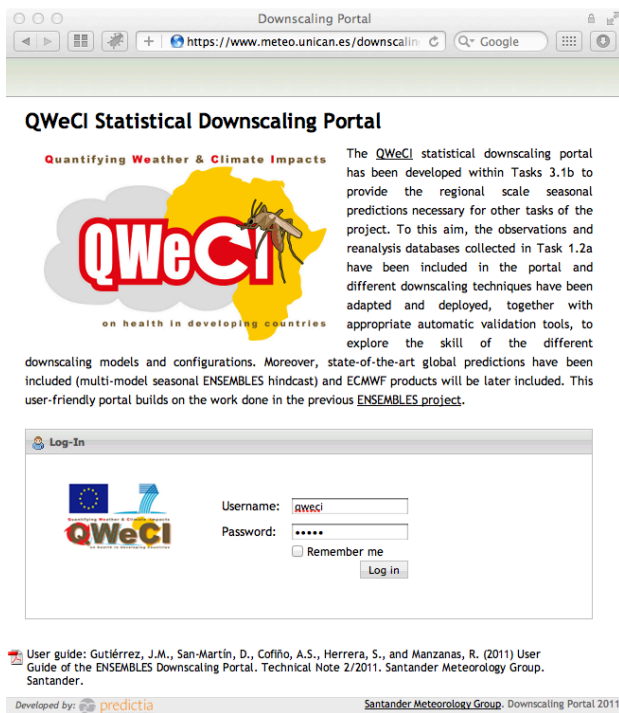 Downscaling Portal
https://www.meteo.unican.es/downscalin
Google
QWeCI Statistical Downscaling Portal
Quantifying Weather & Climate Impacts
QWeCI
on health in developing countries
The QWeCI statistical downscaling portal
has been developed within Tasks 3.1b to
provide the regional scale seasonal
predictions necessary for other tasks of the
project. To this aim, the observations and
reanalysis databases collected in Task 1.2a
have been included in the portal and
different downscaling techniques have been
adapted and deployed, together with
appropriate automatic validation tools, to
explore the skill of the different
downscaling models and configurations. Moreover, state-of-the-art global predictions have been
included (multi-model seasonal ENSEMBLES hindcast) and ECMWF products will be later included. This
user-friendly portal builds on the work done in the previous ENSEMBLES project.
Log-In
Quantifying Weather & Climate Impacts
QWeCI
on health in developing countries
Username: qweci
Password: •••••
Remember me
Log in
User guide: Gutiérrez, J.M., San-Martín, D., Cofiño, A.S., Herrera, S., and Manzanas, R. (2011) User
Guide of the ENSEMBLES Downscaling Portal. Technical Note 2/2011. Santander Meteorology Group.
Santander.
Developed by: predictia
Santander Meteorology Group. Downscaling Portal 2011